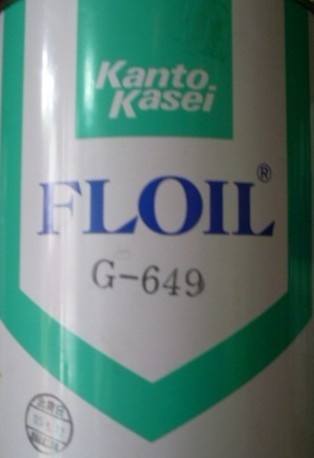 Kanto
Kasei
FLOIL®
G-649